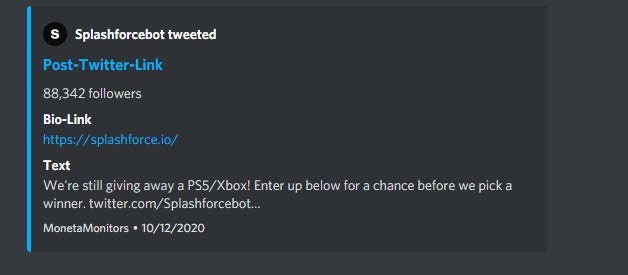 S Splashforcebot tweeted
Post-Twitter-Link
88,342 followers
Bio-Link
https://splashforce.io/
Text
We're still giving away a PS5/Xbox! Enter up below for a chance before we pick a
winner. twitter.com/Splashforcebot...
MonetaMonitors • 10/12/2020